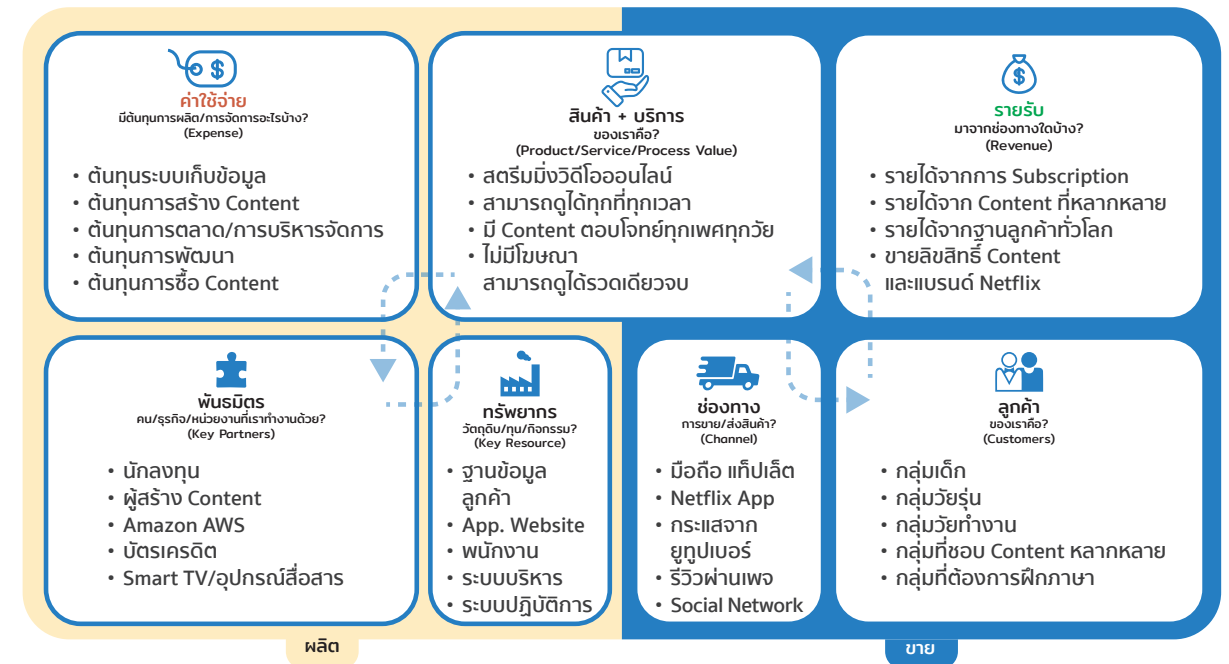 ค่าใช้จ่าย
มีต้นทุนการผลิต/การจัดการอะไรบ้าง?
(Expense)
• ต้นทุนระบบเก็บข้อมูล
• ต้นทุนการสร้าง Content
• ต้นทุนการตลาด/การบริหารจัดการ
• ต้นทุนการพัฒนา
• ต้นทุนการซื้อ Content
สินค้า + บริการ
ของเราคือ?
(Product/Service/Process Value)
• สตรีมมิ่งวิดีโอออนไลน์
• สามารถดูได้ทุกที่ทุกเวลา
• มี Content ตอบโจทย์ทุกเพศทุกวัย
• ไม่มีโฆษณา
สามารถดูได้รวดเดียวจบ
รายรับ
มาจากช่องทางใดบ้าง?
(Revenue)
• รายได้จากการ Subscription
• รายได้จาก Content ที่หลากหลาย
• รายได้จากฐานลูกค้าทั่วโลก
• ขายลิขสิทธิ์ Content
และแบรนด์ Netflix
พันธมิตร
คน/ธุรกิจ/หน่วยงานที่เราทำงานด้วย?
(Key Partners)
• นักลงทุน
• ผู้สร้าง Content
• Amazon AWS
• บัตรเครดิต
• Smart TV/อุปกรณ์สื่อสาร
ทรัพยากร
วัตถุดิบ/ทุน/กิจกรรม?
(Key Resource)
• ฐานข้อมูล
ลูกค้า
• App. Website
• พนักงาน
• ระบบบริหาร
• ระบบปฏิบัติการ
ช่องทาง
การขาย/ส่งสินค้า?
(Channel)
• มือถือ แท็ปเล็ต
• Netflix App
• กระแสจาก
ยูทูปเบอร์
• รีวิวผ่านเพจ
• Social Network
ลูกค้า
ของเราคือ?
(Customers)
• กลุ่มเด็ก
• กลุ่มวัยรุ่น
• กลุ่มวัยทำงาน
• กลุ่มที่ชอบ Content หลากหลาย
• กลุ่มที่ต้องการฝึกภาษา
ผลิต
ขาย